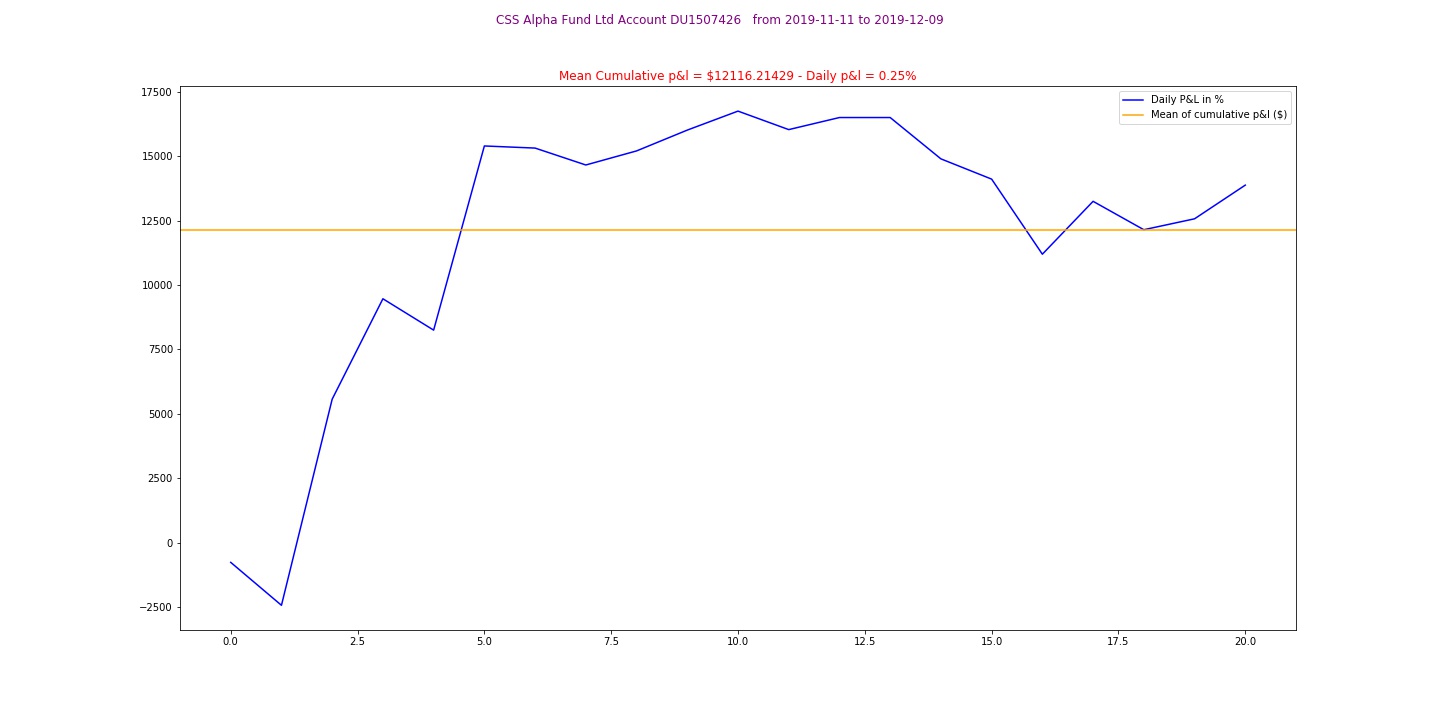 CSS Alpha Fund Ltd Account DU1507426 from 2019-11-11 to 2019-12-09
Mean Cumulative p&l = $12116.21429 - Daily p&l = 0.25%
Daily P&L in %
Mean of cumulative p&l ($)
17500
15000
12500
10000
7500
5000
2500
0
−2500
0.0 2.5 5.0 7.5 10.0 12.5 15.0 17.5 20.0